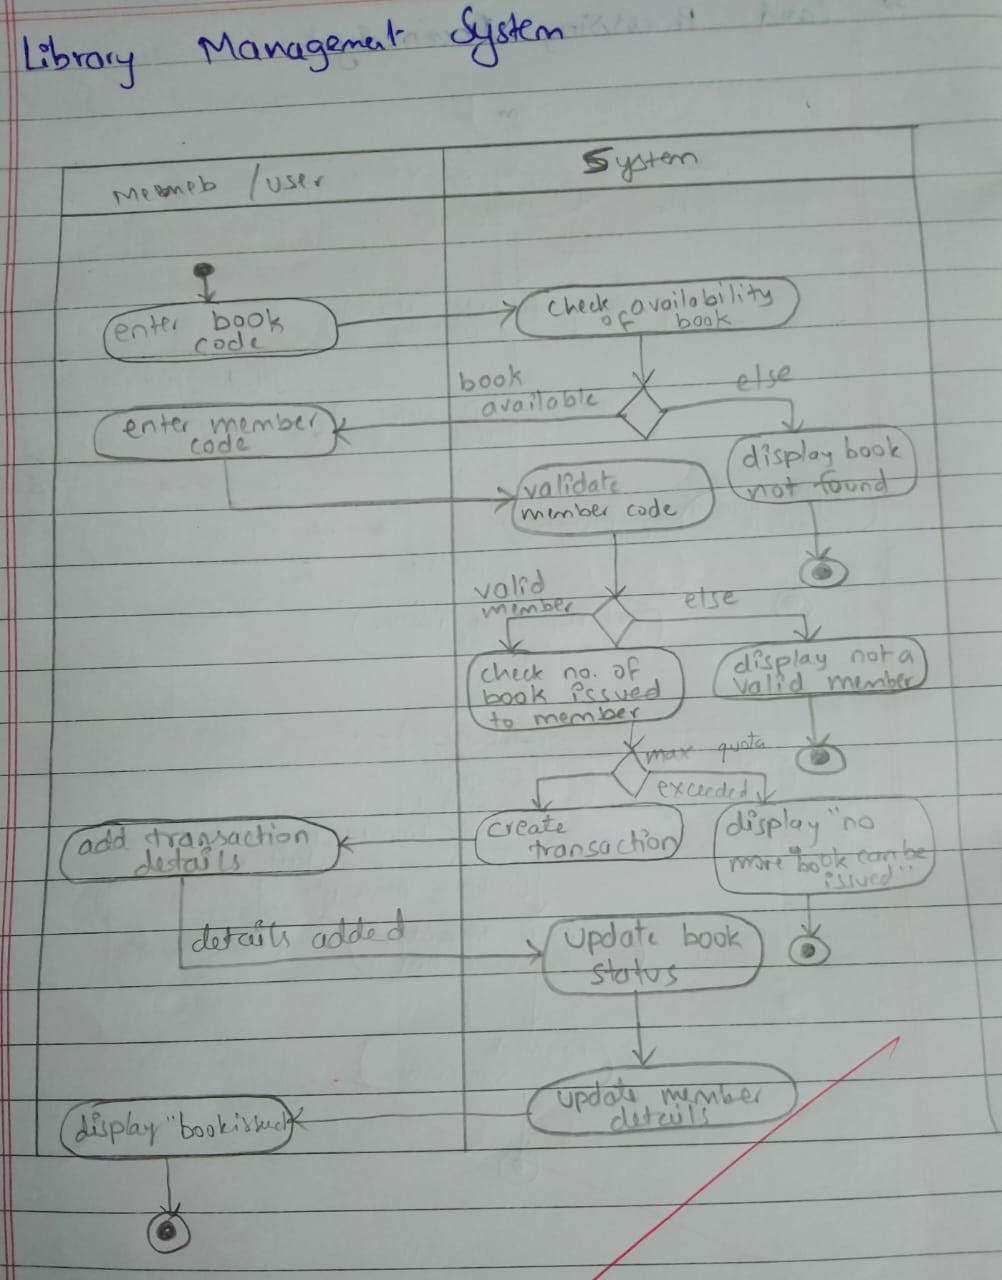 Library Management System
Memneb /user
System
enter book
code
check availability
of book
book
available
else
enter member
code
display book
not found
validate
member code
valid
member
else
check no. of
book issued
to member
display not a
valid member
max quota
exceeded
create
transaction
display "no
more book can be
issued"
add transaction
details
details added
update book
status
update member
details
display "book issued